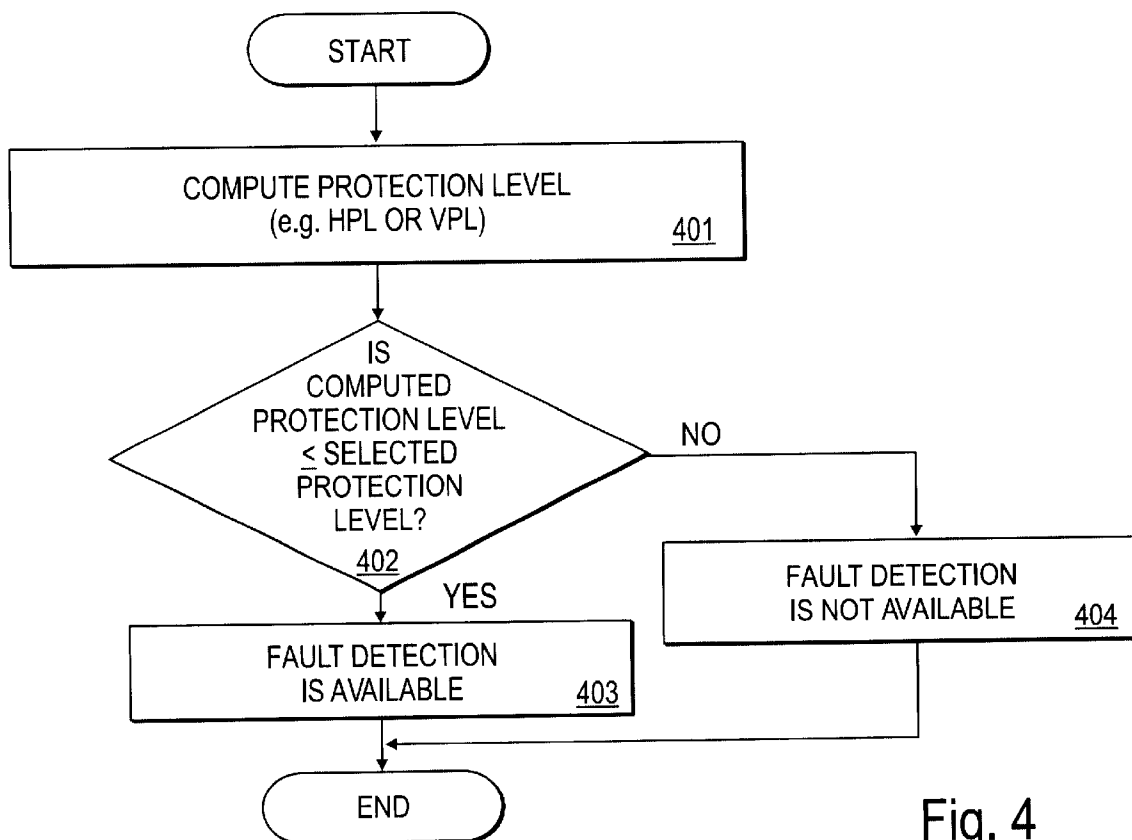 START
COMPUTE PROTECTION LEVEL
(e.g. HPL OR VPL)
401
IS
COMPUTED
PROTECTION LEVEL
≤ SELECTED
PROTECTION
LEVEL?
402
NO
YES
FAULT DETECTION
IS NOT AVAILABLE
404
FAULT DETECTION
IS AVAILABLE
403
END
Fig. 4